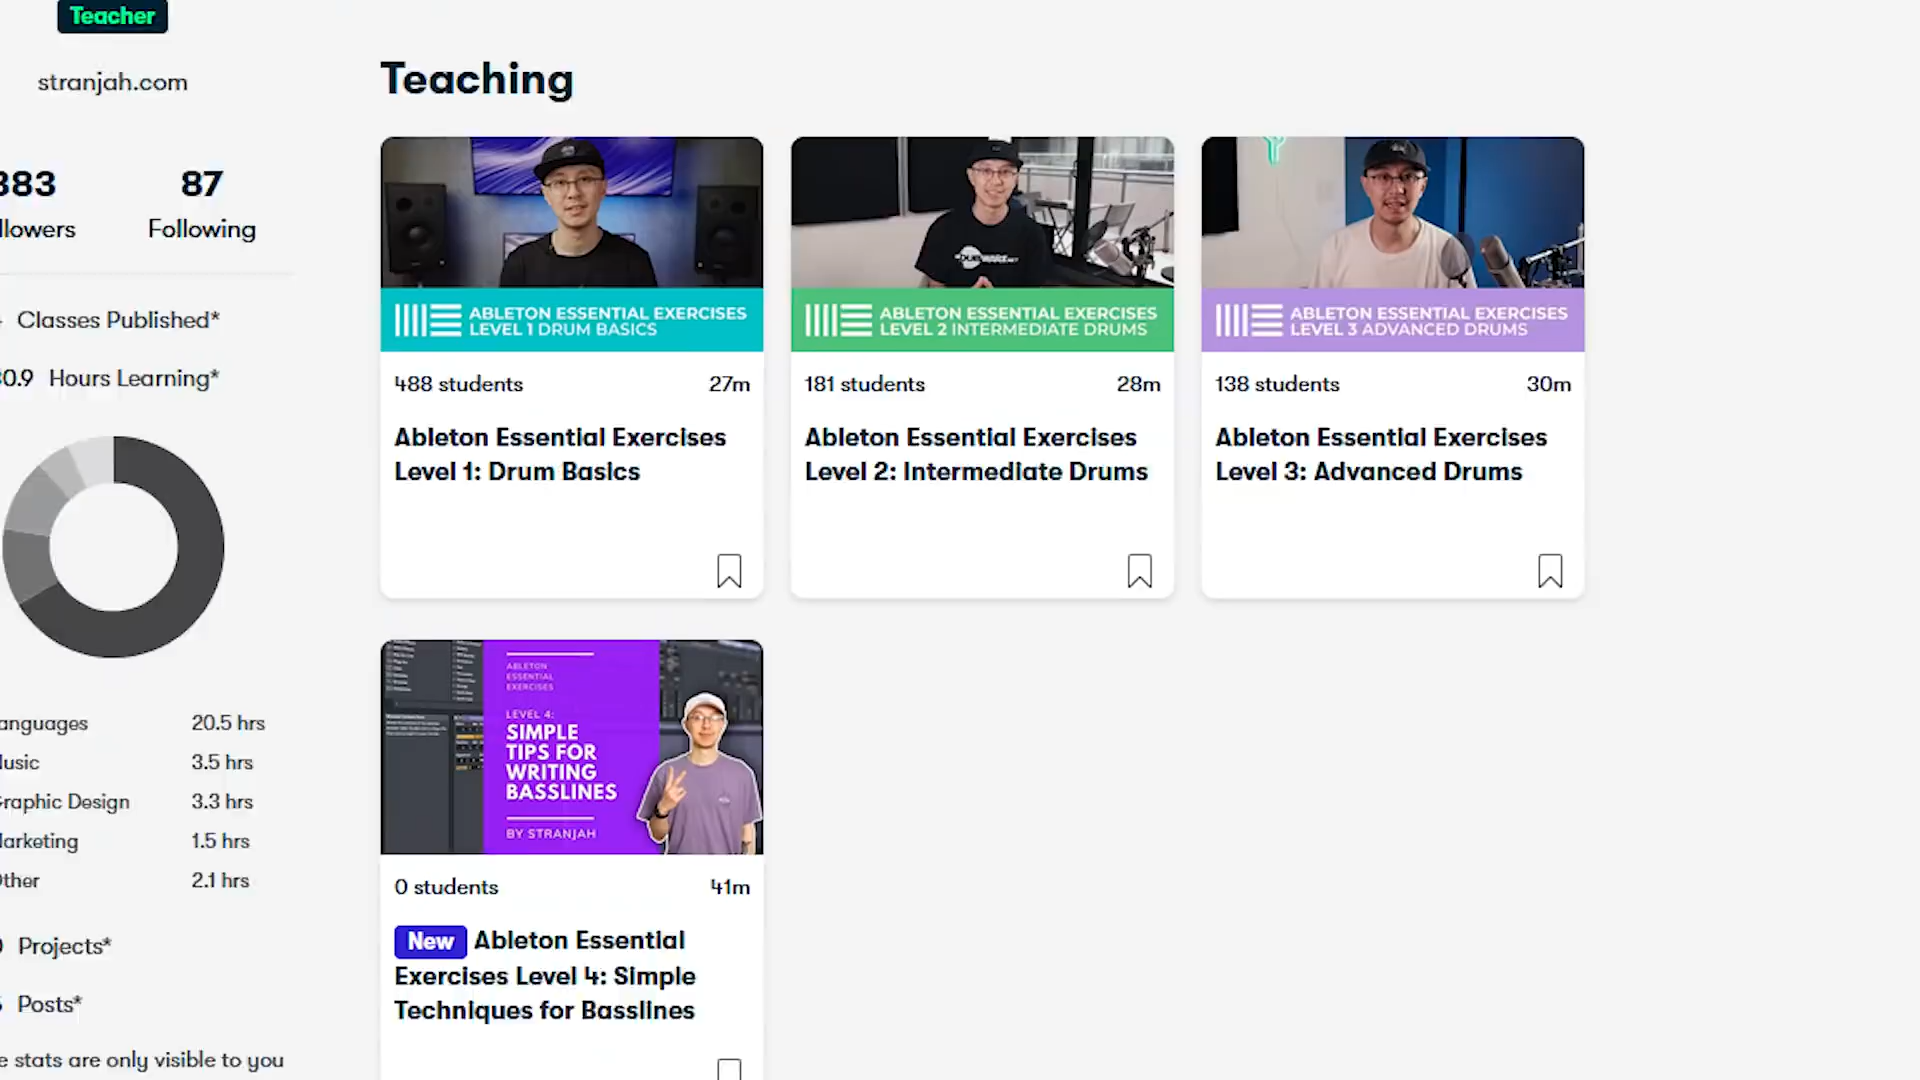 Teacher
stranjah.com
383
87
Following
Classes Published*
Hours Learning*
20.5 hrs
3.5 hrs
Graphic Design
3.3 hrs
1.5 hrs
2.1 hrs
Projects*
Posts*
stats are only visible to you
Teaching
ABLETON ESSENTIAL EXERCISES
LEVEL 1 DRUM BASICS
488 students
27m
Ableton Essential Exercises
Level 1: Drum Basics
ABLETON ESSENTIAL EXERCISES
LEVEL 2 INTERMEDIATE DRUMS
181 students
28m
Ableton Essential Exercises
Level 2: Intermediate Drums
ABLETON ESSENTIAL EXERCISES
LEVEL 3 ADVANCED DRUMS
138 students
30m
Ableton Essential Exercises
Level 3: Advanced Drums
ABLETON
ESSENTIAL
EXERCISES
LEVEL 4:
SIMPLE
TIPS FOR
WRITING
BASSLINES
BY STRANJAH
0 students
41m
New Ableton Essential
Exercises Level 4: Simple
Techniques for Basslines